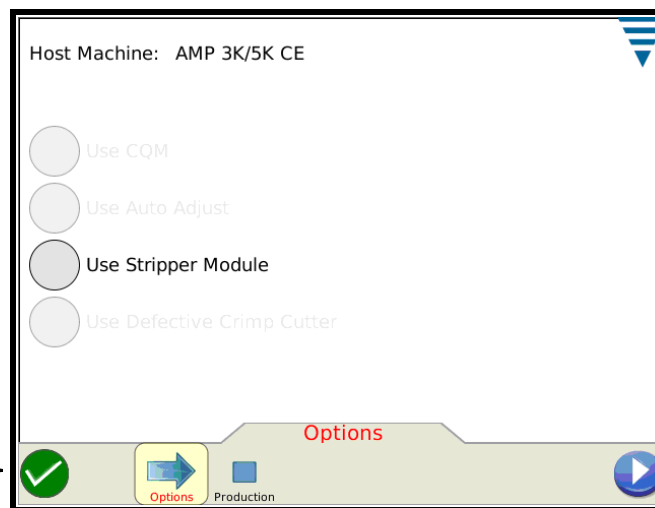 Host Machine: AMP 3K/5K CE
Use CQM
Use Auto Adjust
Use Stripper Module
Use Defective Crimp Cutter
Options
Options
Production